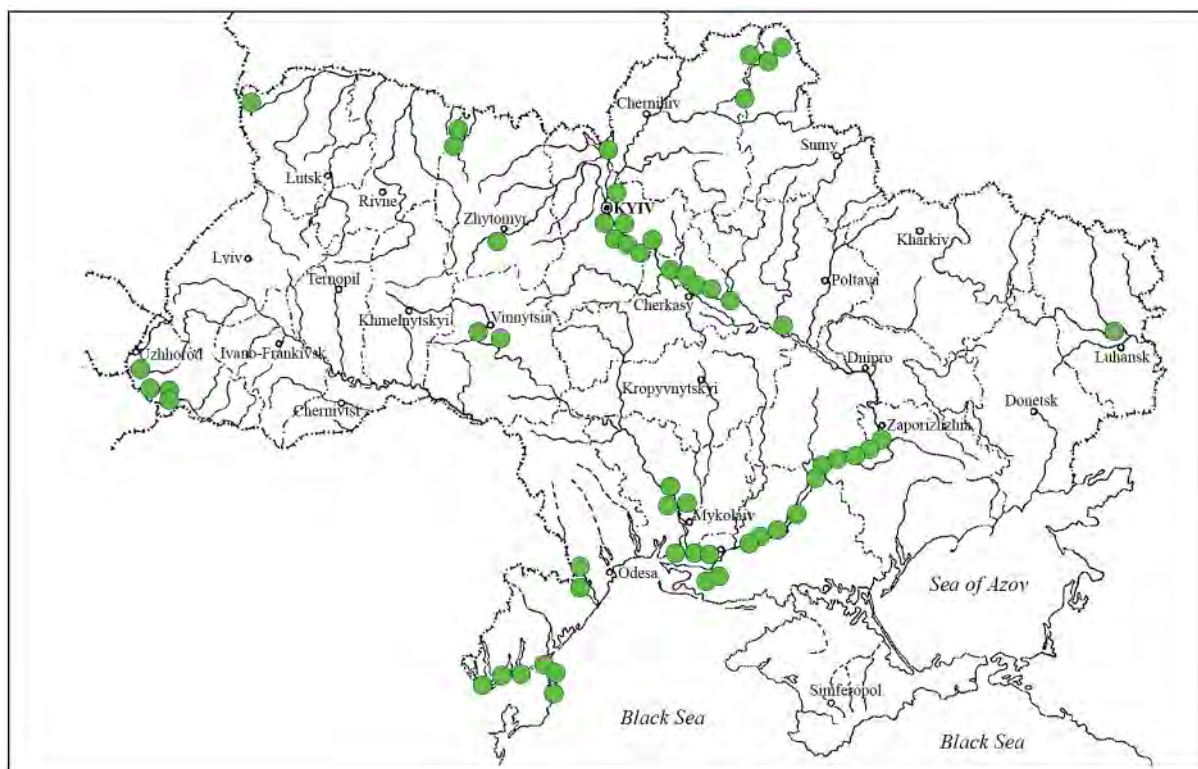 Chernihiv
Sumy
Lutsk
Rivne
KYIV
Zhytomyr
Kharkiv
Lviv
Ternopil
Poltava
Cherkasy
Khmelnytskyi
Vinnytsia
Uzhhorod
Ivano-Frankivsk
Luhansk
Dnipro
Kropyvnytskyi
Donetsk
Chernivtsi
Zaporizhzhia
Mykolaiv
Odesa
Sea of Azov
Simferopol
Black Sea
Black Sea